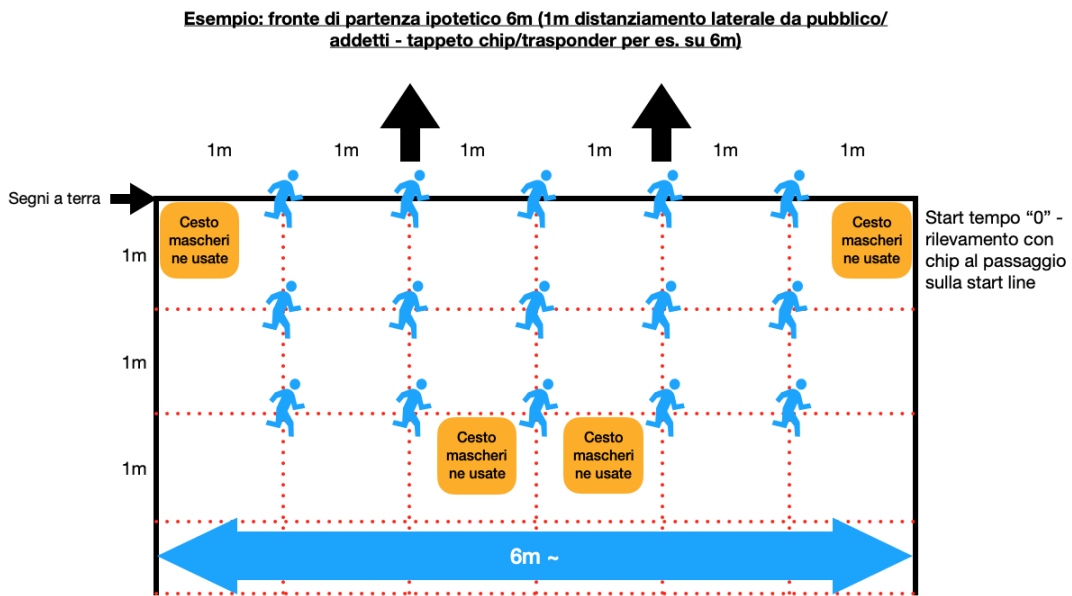 Esempio: fronte di partenza ipotetico 6m (1m distanziamento laterale da pubblico/
addetti - tappeto chip/trasponder per es. su 6m)
1m
1m
1m
1m
1m
1m
Segni a terra
Cesto
mascheri
ne usate
Cesto
mascheri
ne usate
Start tempo “0” -
rilevamento con
chip al passaggio
sulla start line
1m
1m
Cesto
mascheri
ne usate
Cesto
mascheri
ne usate
1m
6m ~